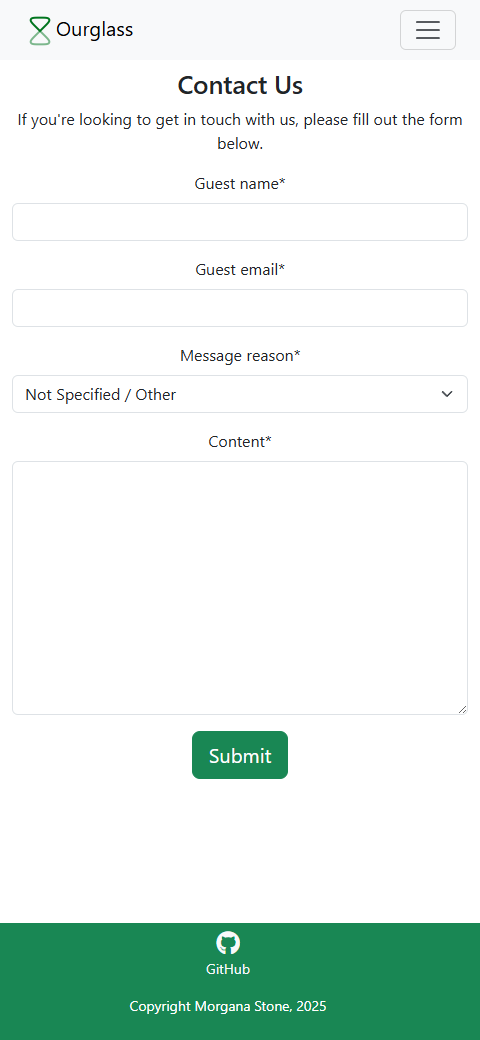 Ourglass
Contact Us
If you're looking to get in touch with us, please fill out the form
below.
Guest name*
Guest email*
Message reason*
Not Specified / Other
Content*
Submit
GitHub
Copyright Morgana Stone, 2025